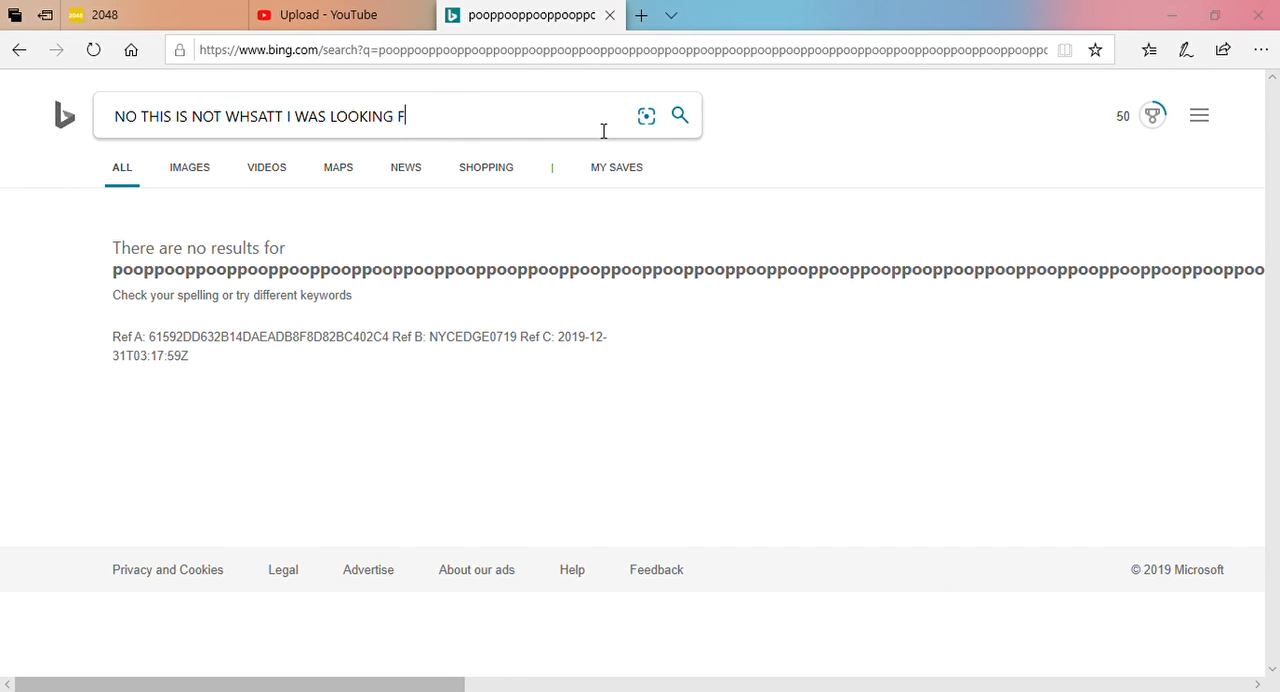 2048
Upload - YouTube
pooppooppooppooppc
https://www.bing.com/search?q=pooppooppooppooppooppooppooppooppooppooppooppooppooppooppooppooppooppooppooppooppooppooppooppoopрс
NO THIS IS NOT WHSATT I WAS LOOKING F
50
ALL IMAGES VIDEOS MAPS NEWS SHOPPING | MY SAVES
There are no results for
pooppooppooppooppooppooppooppooppooppooppooppooppooppooppooppooppooppooppooppooppooppooppooppooppooppooppooppoo
Check your spelling or try different keywords
Ref A: 61592DD632B14DAEADB8F8D82BC402C4 Ref B: NYCEDGE0719 Ref C: 2019-12-
31T03:17:59Z
Privacy and Cookies Legal Advertise About our ads Help Feedback © 2019 Microsoft